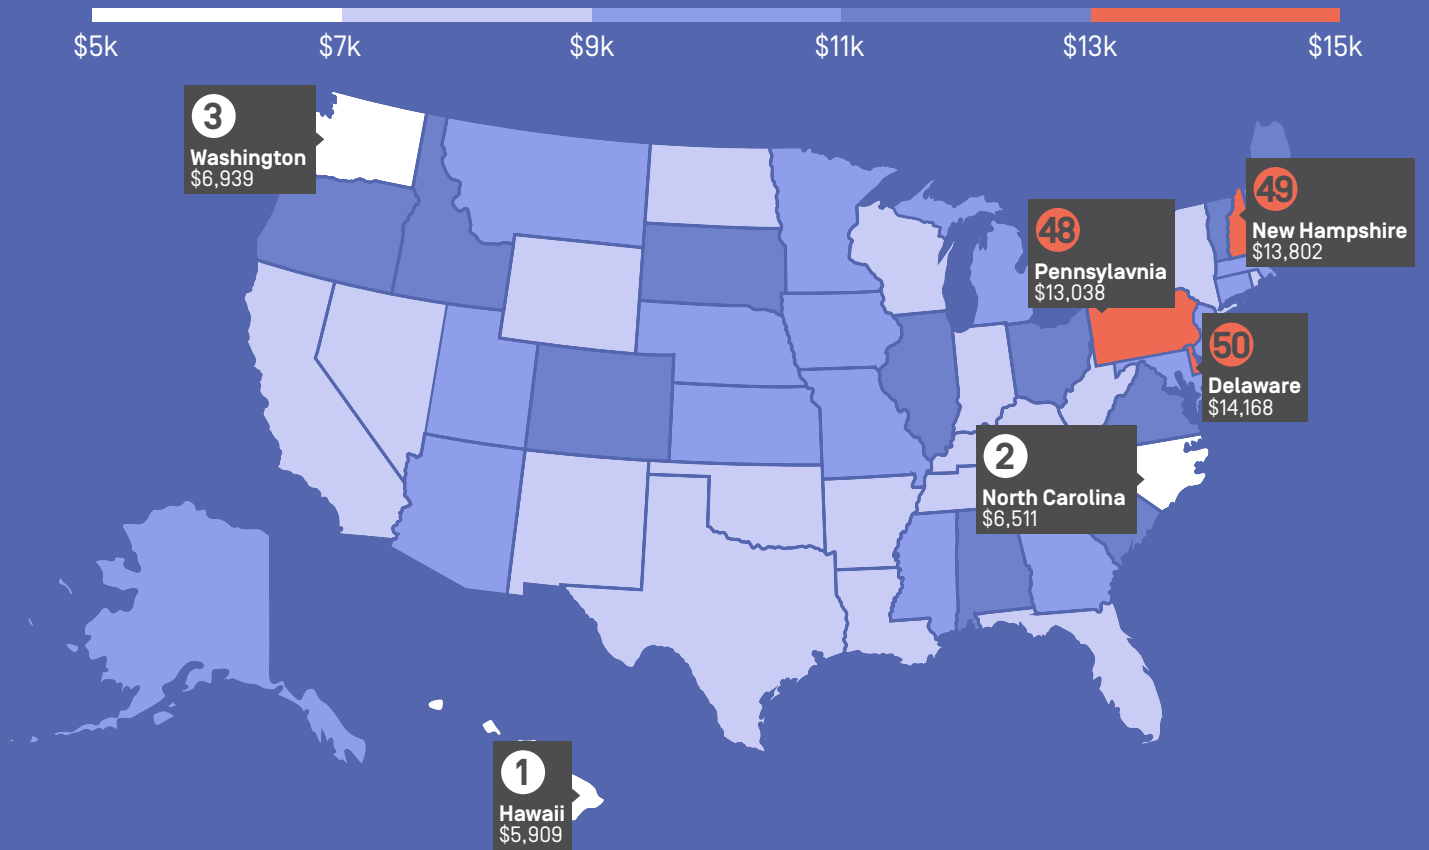 $5k $7k $9k $11k $13k $15k
3
Washington
$6,939
49
New Hampshire
$13,802
48
Pennsylavnia
$13,038
50
Delaware
$14,168
2
North Carolina
$6,511
1
Hawaii
$5,909